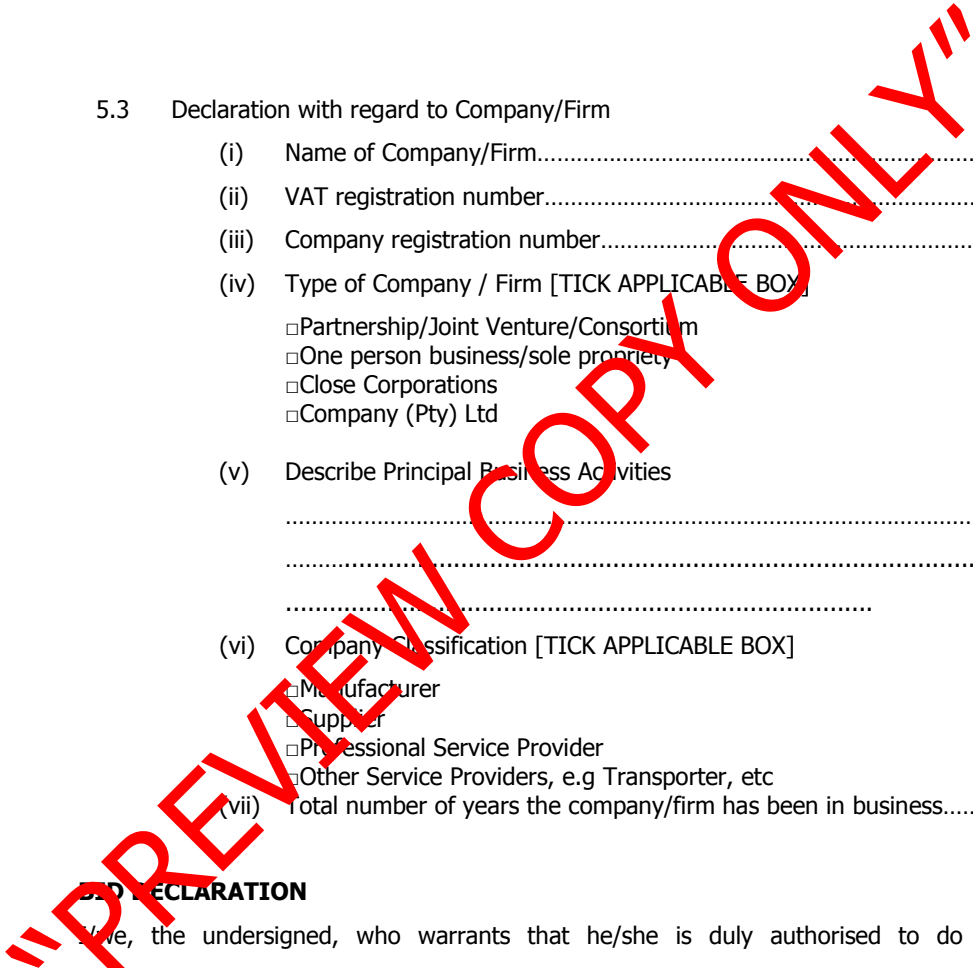 5.3 Declaration with regard to Company/Firm
(i) Name of Company/Firm........................................................
(ii) VAT registration number........................................................
(iii) Company registration number........................................................
(iv) Type of Company / Firm [TICK APPLICABLE BOX]
□Partnership/Joint Venture/Consortium
□One person business/sole propriety
□Close Corporations
□Company (Pty) Ltd
(v) Describe Principal Business Activities
........................................................................................
........................................................................................
................................................................................
(vi) Company Classification [TICK APPLICABLE BOX]
□Manufacturer
□Supplier
□Professional Service Provider
□Other Service Providers, e.g Transporter, etc
(vii) Total number of years the company/firm has been in business.....
BID DECLARATION
I/we, the undersigned, who warrants that he/she is duly authorised to do
"PREVIEW COPY ONLY"